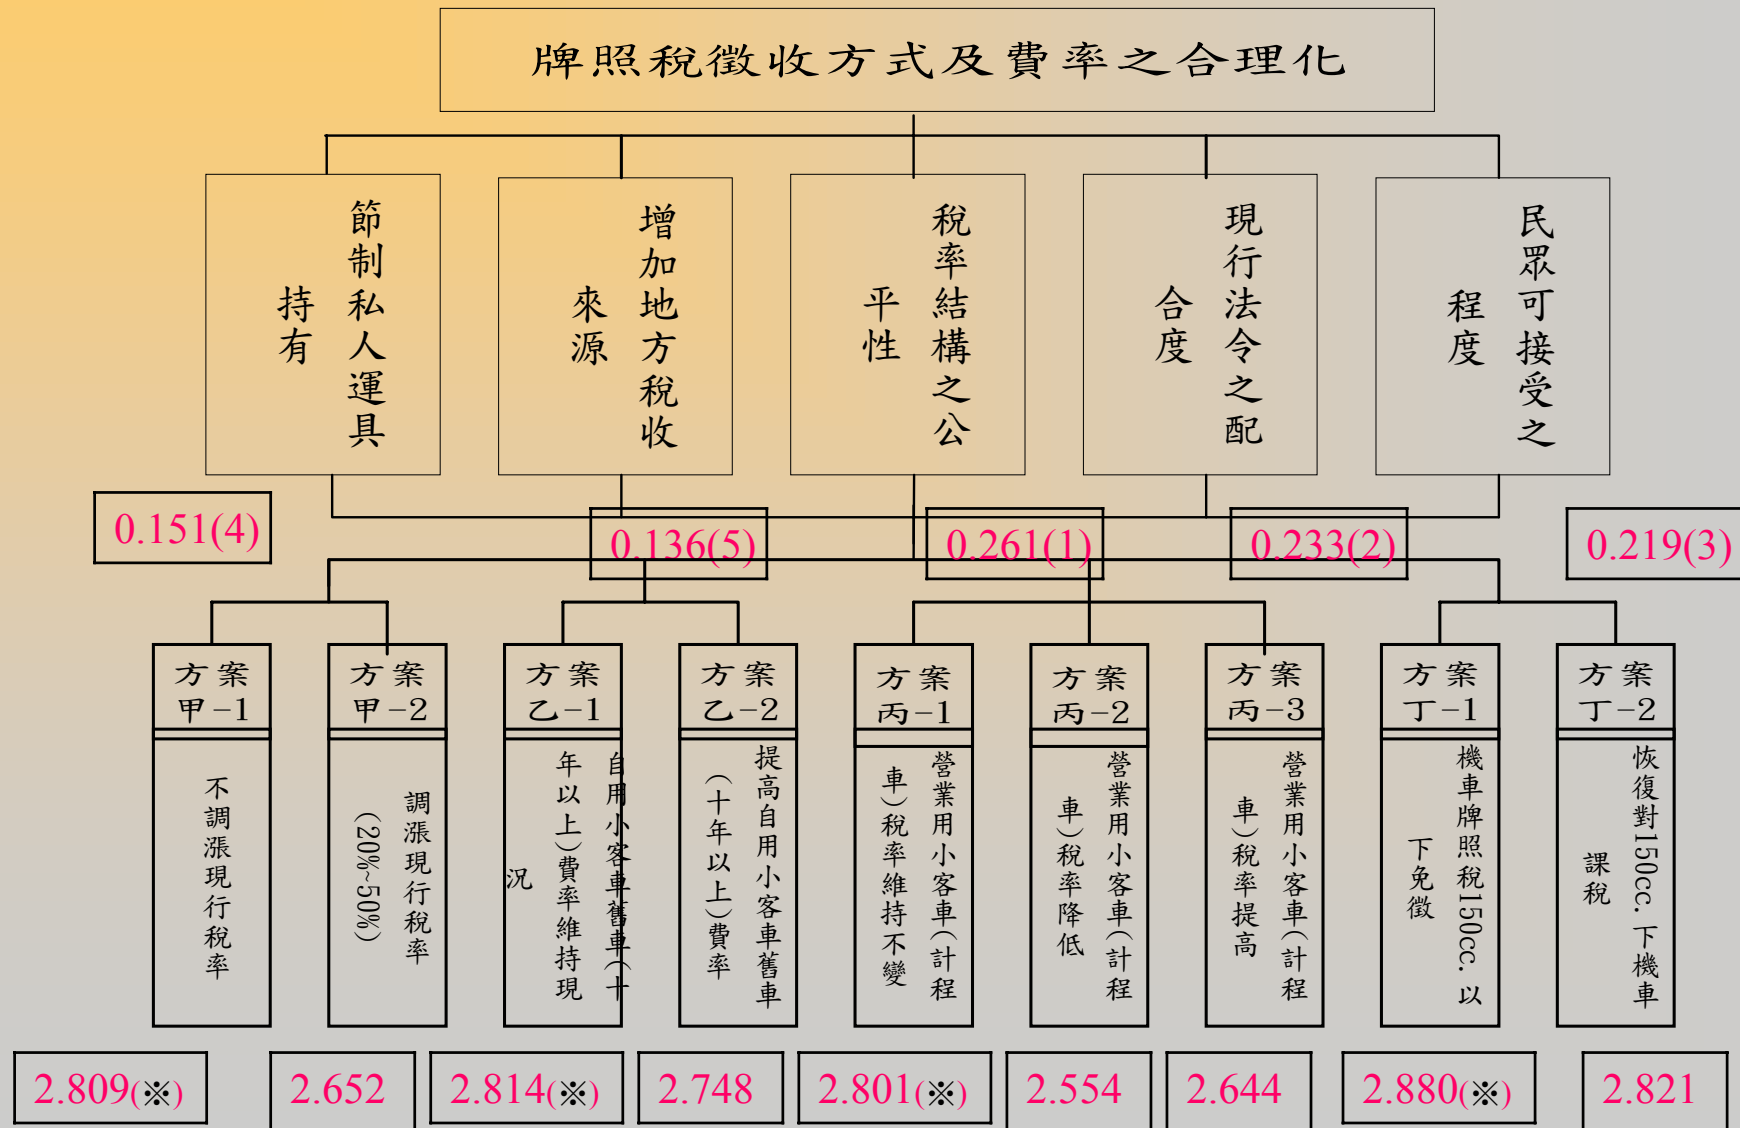 牌照稅徵收方式及費率之合理化
節制私人運具
持有
增加地方稅收
來源
稅率結構之公
平性
現行法令之配
合度
民眾可接受之
程度
0.151(4)
0.136(5)
0.261(1)
0.233(2)
0.219(3)
方案
甲-1
不調漲現行稅率
方案
甲-2
調漲現行稅率
(20%~50%)
方案
乙-1
自用小客車舊車(十
年以上)費率維持現
況
方案
乙-2
提高自用小客車舊車
(十年以上)費率
方案
丙-1
營業用小客車(計程
車)稅率維持不變
方案
丙-2
營業用小客車(計程
車)稅率降低
方案
丙-3
營業用小客車(計程
車)稅率提高
方案
丁-1
機車牌照稅150cc. 以
下免徵
方案
丁-2
恢復對150cc. 下機車
課稅
2.809(※)
2.652
2.814(※)
2.748
2.801(※)
2.554
2.644
2.880(※)
2.821